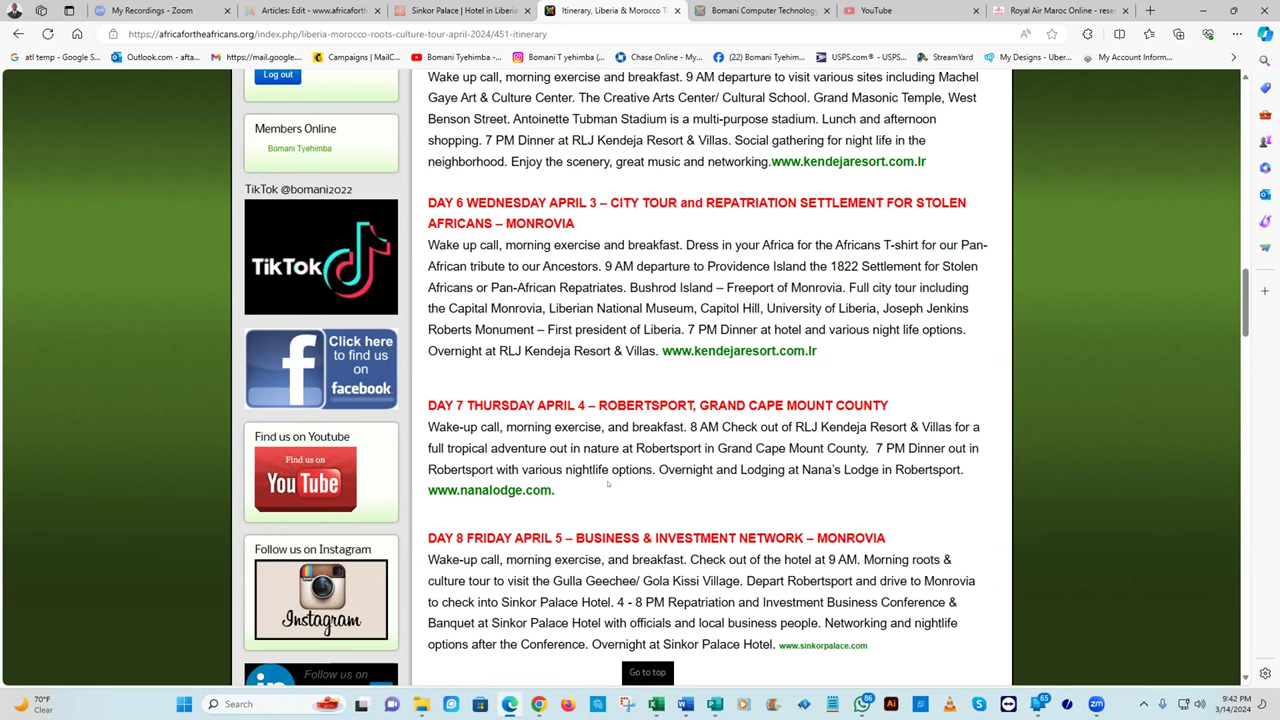 My Recordings - Zoom
Articles: Edit - www.africaforth
Sinkor Palace | Hotel in Liberia
Itinerary, Liberia & Morocco T
Bomani Computer Technology
YouTube
Royal Air Maroc Online - rese
https://africafortheafricans.org/index.php/liberia-morocco-roots-culture-tour-april-2024/451-itinerary
atl temp - Google S...
Outlook.com - afta...
https://mail.google...
Campaigns | MailC...
Bomani Tyehimba -...
Bomani T yehimba (...
Chase Online - My...
(22) Bomani Tyehim...
USPS.com® - USPS...
StreamYard
My Designs - Uber...
My Account Inform...
Log out
Members Online
Bomani Tyehimba
TikTok @bomani2022
TikTok
Click here
to find us
on
facebook
Find us on Youtube
Find us on
YouTube
Follow us on Instagram
Instagram
Follow us on
Wake up call, morning exercise and breakfast. 9 AM departure to visit various sites including Machel
Gaye Art & Culture Center. The Creative Arts Center/ Cultural School. Grand Masonic Temple, West
Benson Street. Antoinette Tubman Stadium is a multi-purpose stadium. Lunch and afternoon
shopping. 7 PM Dinner at RLJ Kendeja Resort & Villas. Social gathering for night life in the
neighborhood. Enjoy the scenery, great music and networking.www.kendejaresort.com.lr
DAY 6 WEDNESDAY APRIL 3 – CITY TOUR and REPATRIATION SETTLEMENT FOR STOLEN
AFRICANS – MONROVIA
Wake up call, morning exercise and breakfast. Dress in your Africa for the Africans T-shirt for our Pan-
African tribute to our Ancestors. 9 AM departure to Providence Island the 1822 Settlement for Stolen
Africans or Pan-African Repatriates. Bushrod Island – Freeport of Monrovia. Full city tour including
the Capital Monrovia, Liberian National Museum, Capitol Hill, University of Liberia, Joseph Jenkins
Roberts Monument – First president of Liberia. 7 PM Dinner at hotel and various night life options.
Overnight at RLJ Kendeja Resort & Villas. www.kendejaresort.com.lr
DAY 7 THURSDAY APRIL 4 – ROBERTSPORT, GRAND CAPE MOUNT COUNTY
Wake-up call, morning exercise, and breakfast. 8 AM Check out of RLJ Kendeja Resort & Villas for a
full tropical adventure out in nature at Robertsport in Grand Cape Mount County. 7 PM Dinner out in
Robertsport with various nightlife options. Overnight and Lodging at Nana's Lodge in Robertsport.
www.nanalodge.com.
DAY 8 FRIDAY APRIL 5 – BUSINESS & INVESTMENT NETWORK – MONROVIA
Wake-up call, morning exercise, and breakfast. Check out of the hotel at 9 AM. Morning roots &
culture tour to visit the Gulla Geechee/ Gola Kissi Village. Depart Robertsport and drive to Monrovia
to check into Sinkor Palace Hotel. 4 - 8 PM Repatriation and Investment Business Conference &
Banquet at Sinkor Palace Hotel with officials and local business people. Networking and nightlife
options after the Conference. Overnight at Sinkor Palace Hotel. www.sinkorpalace.com
Go to top
70°F
Clear
Search
86
65
9:42 PM
3/14/2024